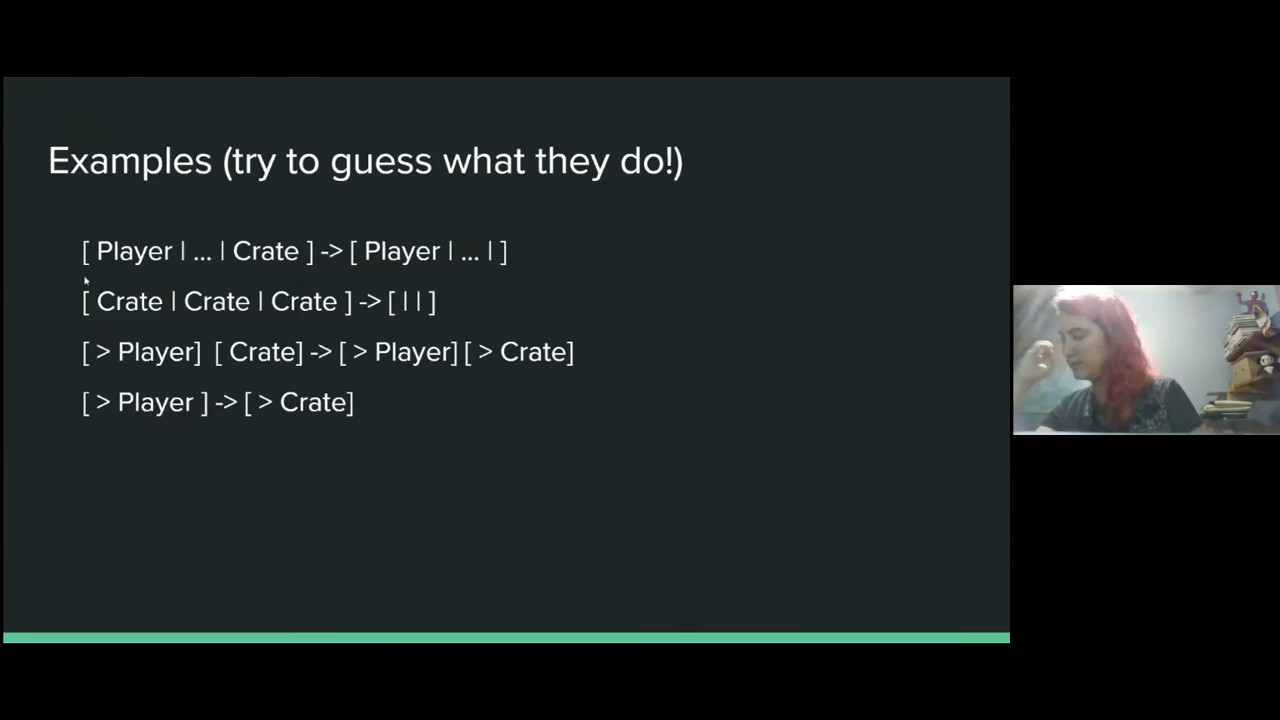 Examples (try to guess what they do!)
[ Player | ... | Crate ] -> [ Player | ... | ]
[ Crate | Crate | Crate ] -> [ | | ]
[ > Player] [ Crate] -> [ > Player] [ > Crate]
[ > Player ] -> [ > Crate]